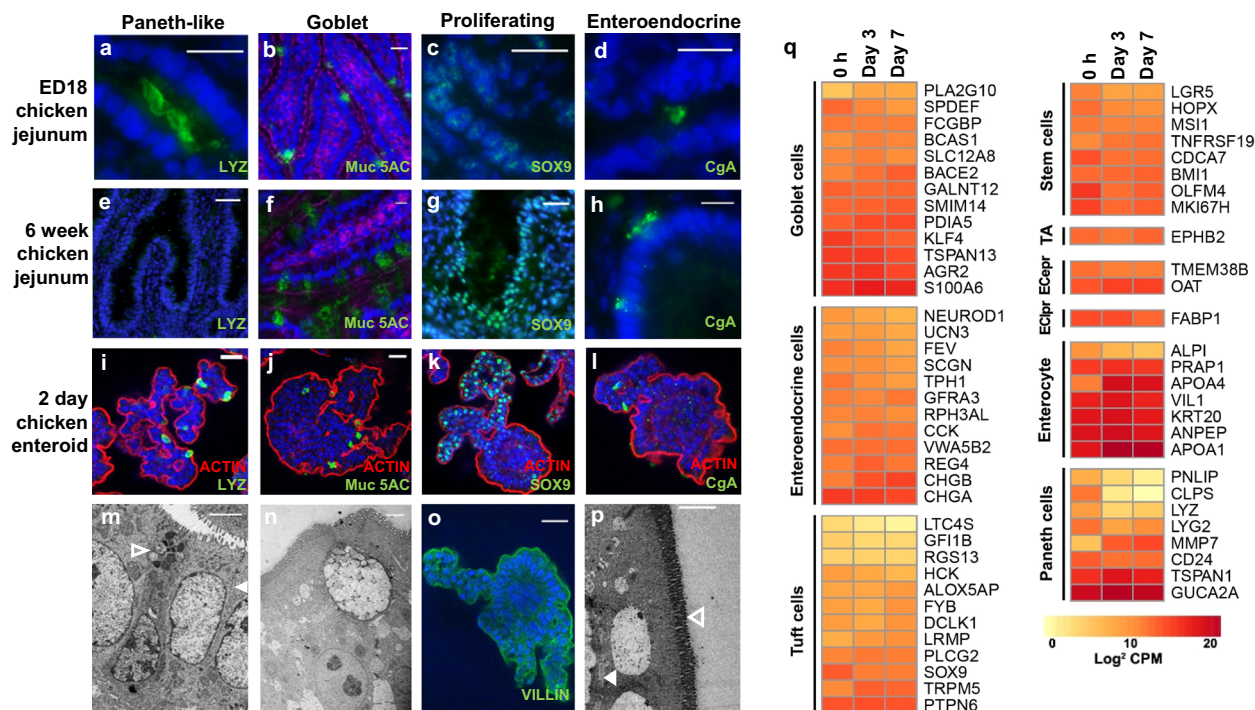 Paneth-like Goblet Proliferating Enteroendocrine
ED18 chicken jejunum
a LYZ
b Muc 5AC
c SOX9
d CgA
6 week chicken jejunum
e LYZ
f Muc 5AC
g SOX9
h CgA
2 day chicken enteroid
i ACTIN LYZ
j ACTIN Muc 5AC
k ACTIN SOX9
l ACTIN CgA
m
n
o VILLIN
p
q
0 h Day 3 Day 7
Goblet cells
PLA2G10
SPDEF
FCGBP
BCAS1
SLC12A8
BACE2
GALNT12
SMIM14
PDIA5
KLF4
TSPAN13
AGR2
S100A6
Enteroendocrine cells
NEUROD1
UCN3
FEV
SCGN
TPH1
GFRA3
RPH3AL
CCK
VWA5B2
REG4
CHGB
CHGA
Tuft cells
LTC4S
GFI1B
RGS13
HCK
ALOX5AP
FYB
DCLK1
LRMP
PLCG2
SOX9
TRPM5
PTPN6
0 h Day 3 Day 7
Stem cells
LGR5
HOPX
MSI1
TNFRSF19
CDCA7
BMI1
OLFM4
MKI67H
TA
EPHB2
ECepr
TMEM38B
OAT
EClpr
FABP1
Enterocyte
ALPI
PRAP1
APOA4
VIL1
KRT20
ANPEP
APOA1
Paneth cells
PNLIP
CLPS
LYZ
LYG2
MMP7
CD24
TSPAN1
GUCA2A
0 10 20
Log² CPM